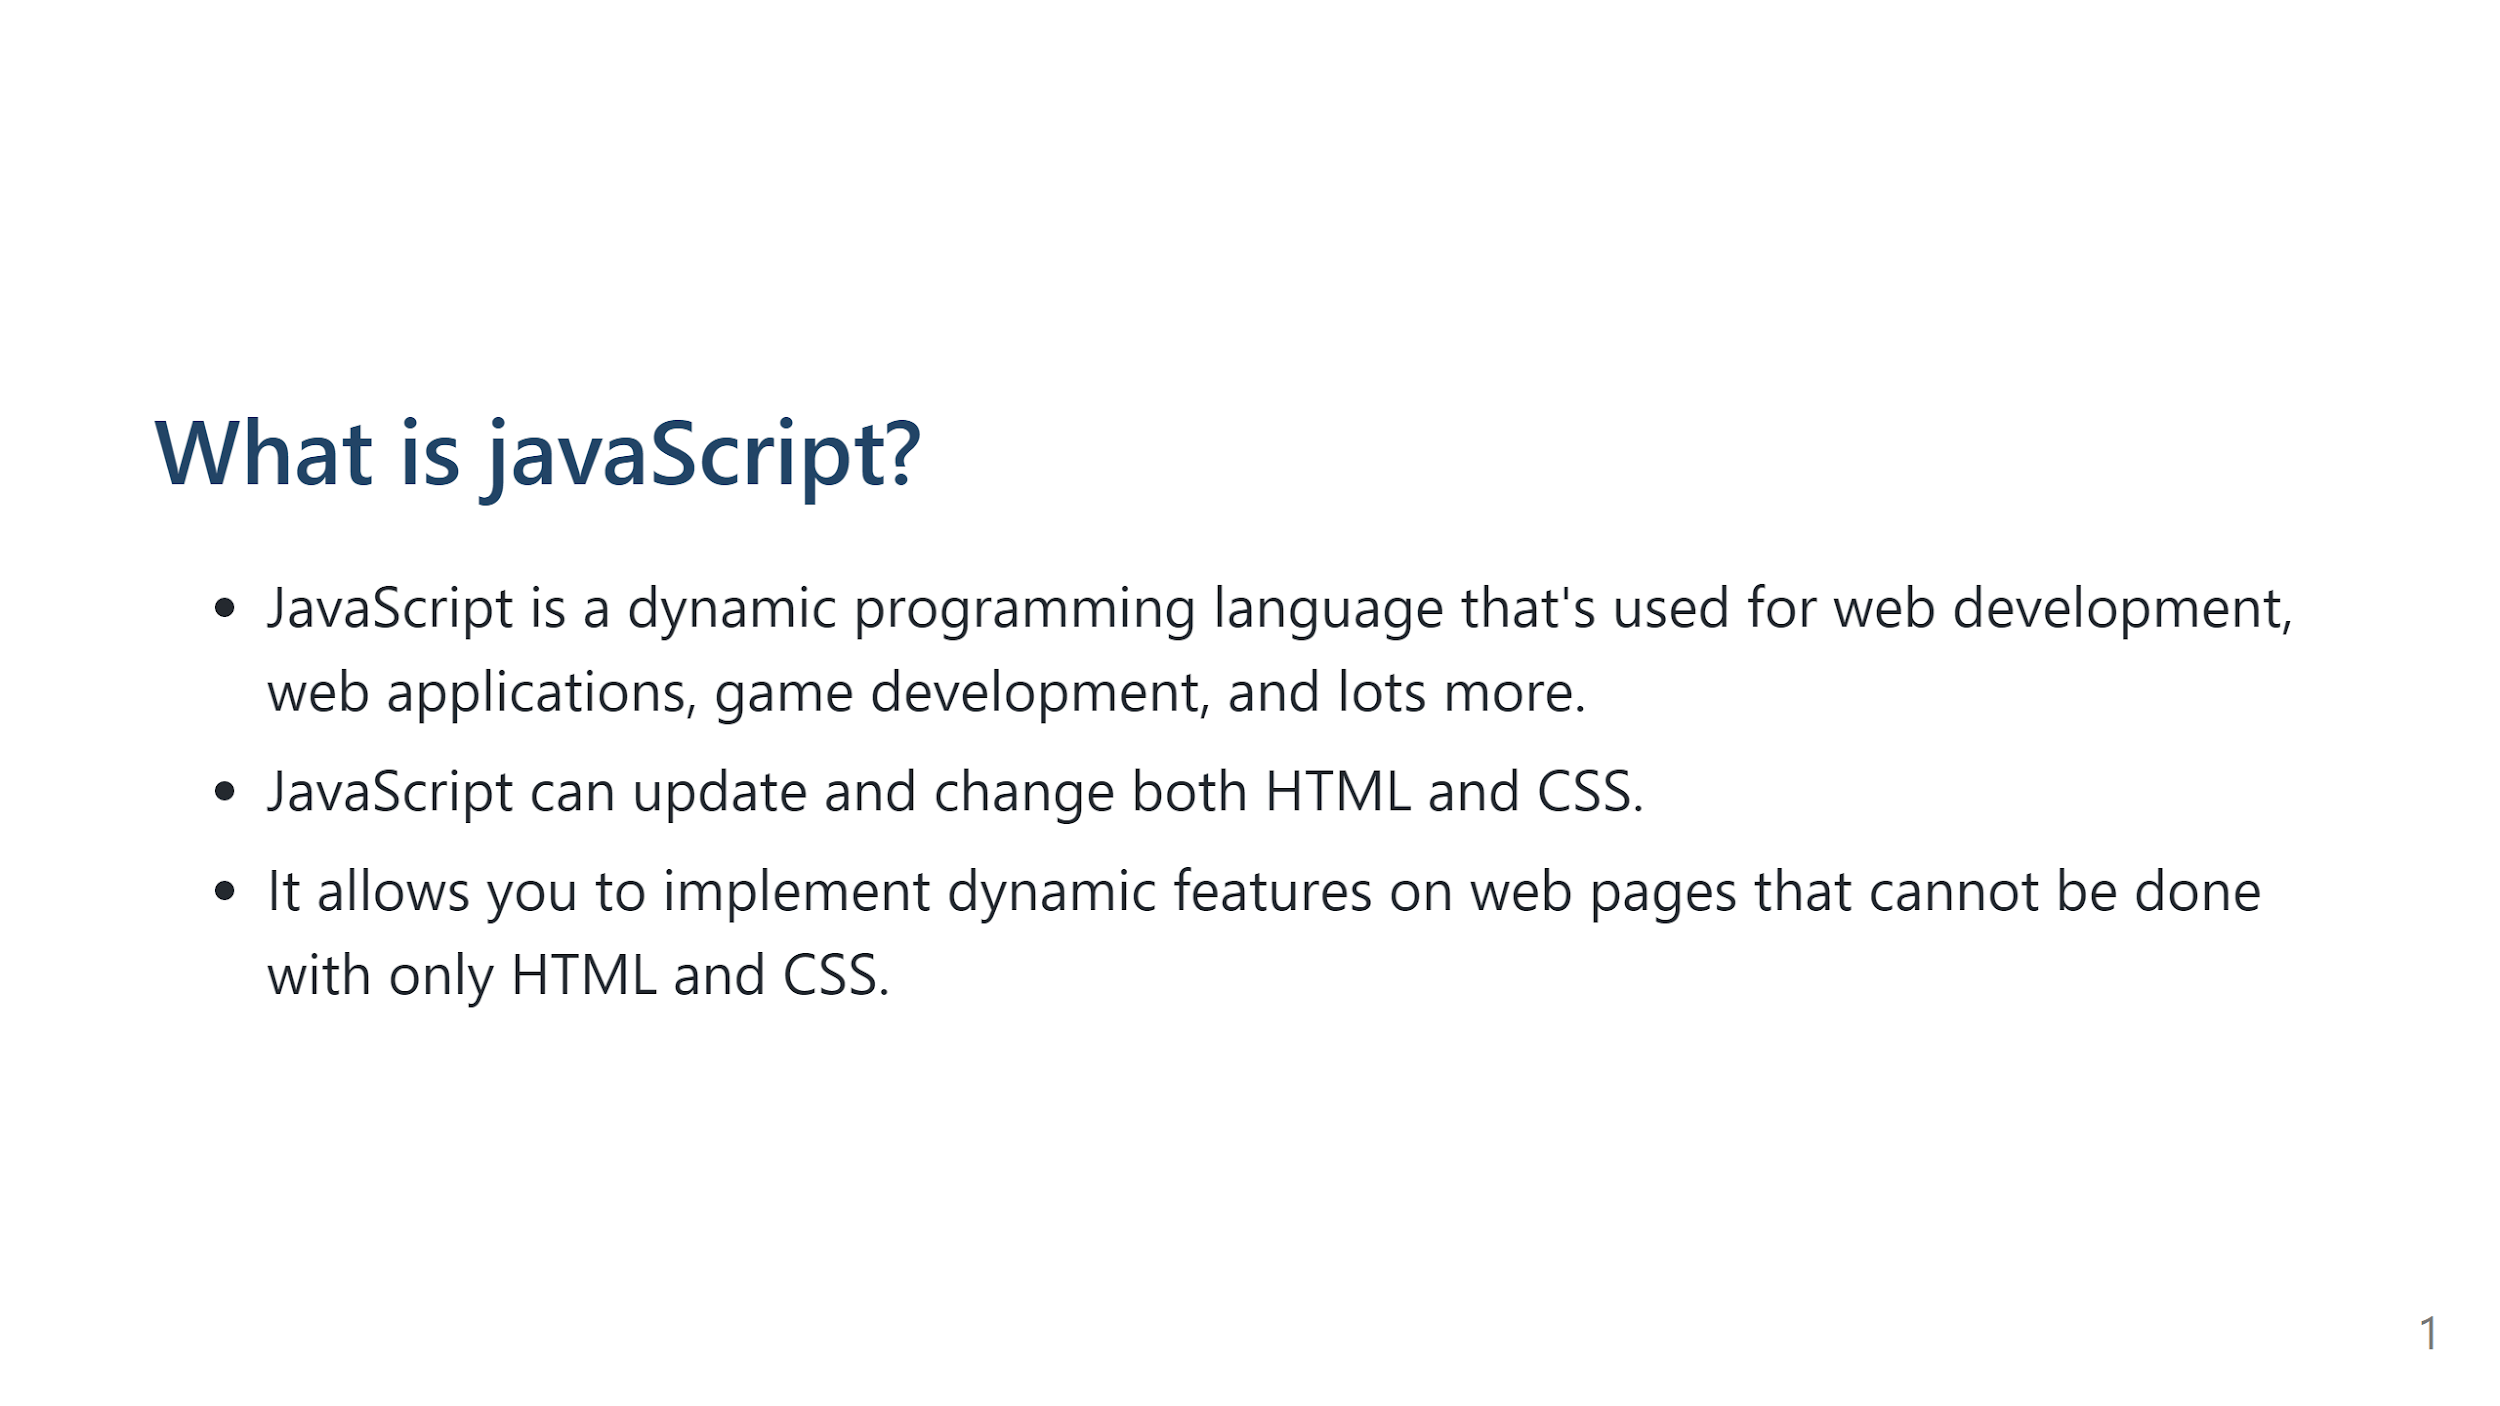 What is javaScript?
• JavaScript is a dynamic programming language that's used for web development,
web applications, game development, and lots more.
• JavaScript can update and change both HTML and CSS.
• It allows you to implement dynamic features on web pages that cannot be done
with only HTML and CSS.
1